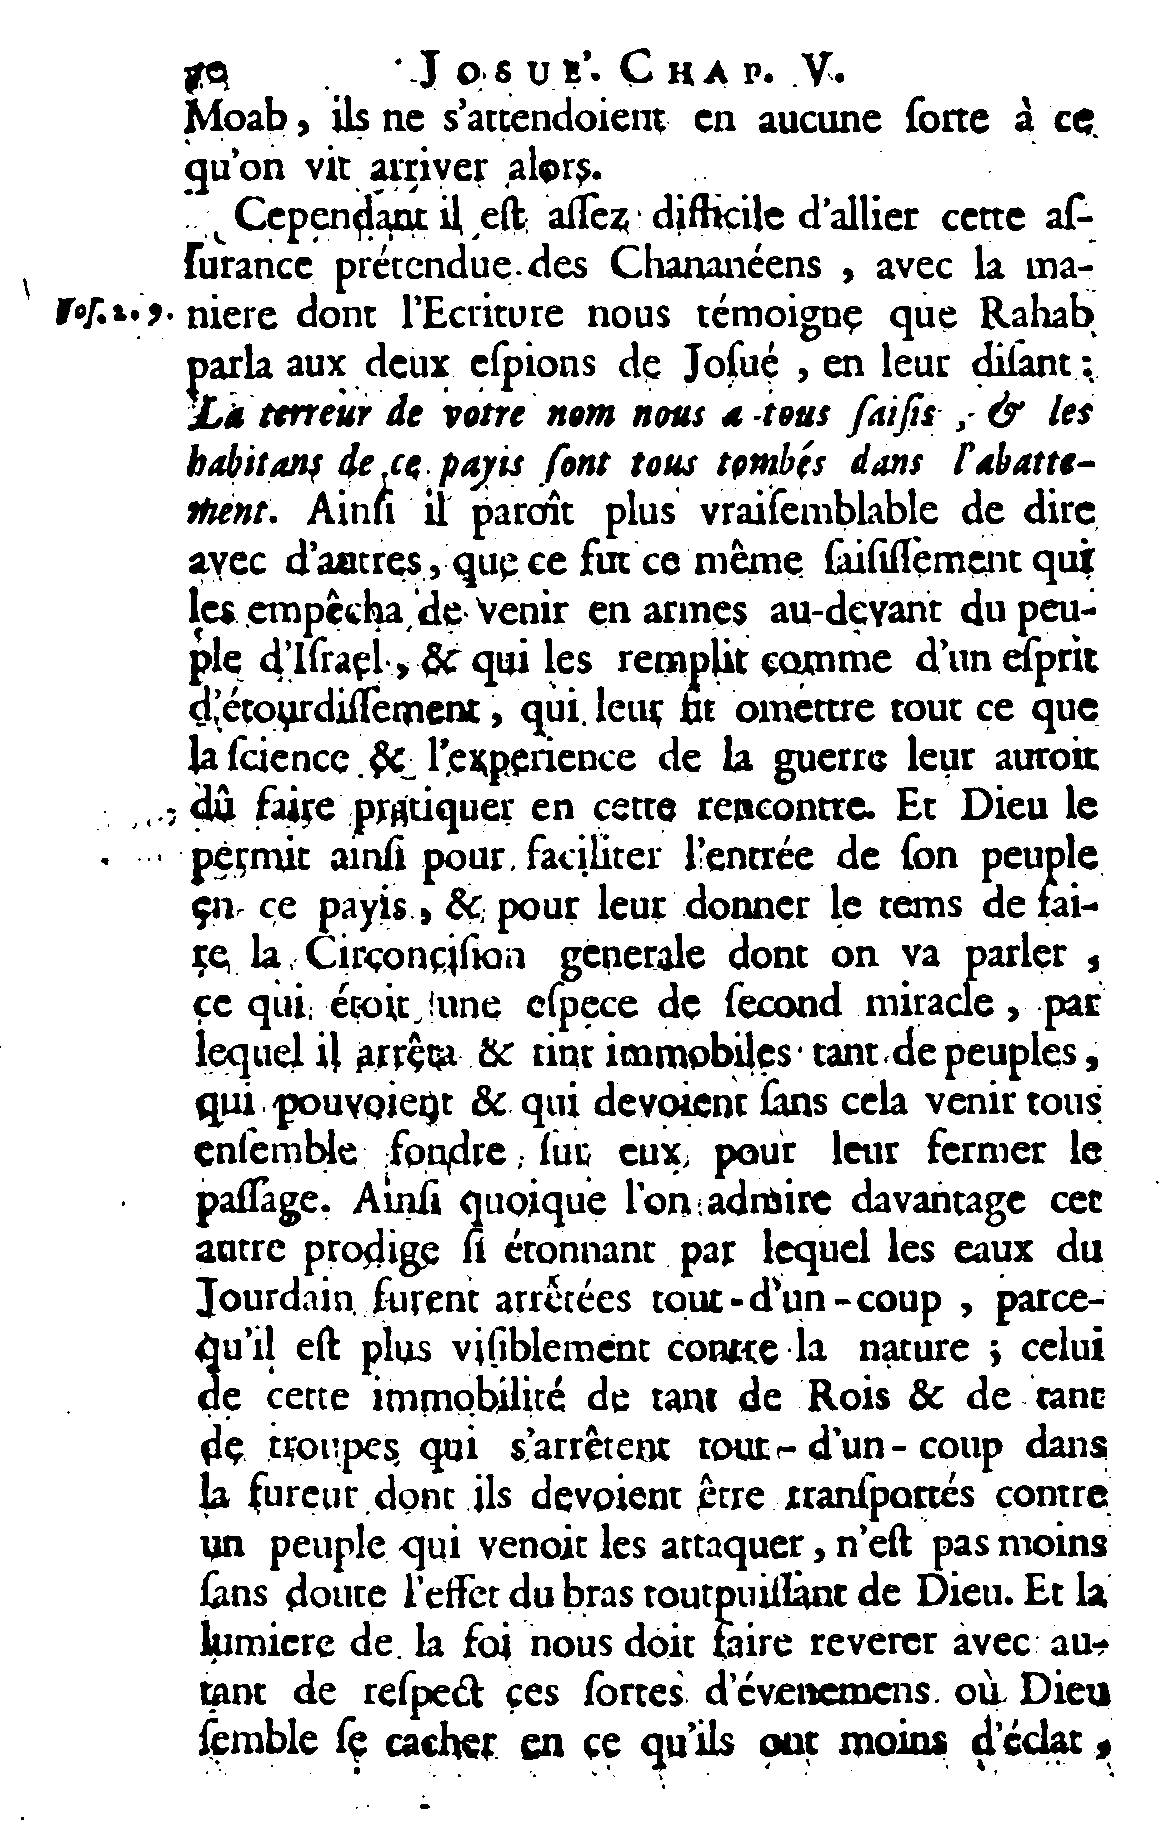 JOSUE'. CHAP. V.
Moab, ils ne s'attendoient en aucune ſorte à ce
qu'on vit arriver alors.
Cependant il eſt aſſez difficile d'allier cette aſ-
ſurance prétendue des Chananéens, avec la ma-
Joſ. 2. 9. niere dont l'Ecriture nous témoigne que Rahab
parla aux deux eſpions de Joſué, en leur diſant:
La terreur de votre nom nous a tous ſaiſis, & les
habitans de ce payis ſont tous tombés dans l'abatte-
ment. Ainſi il paroît plus vraiſemblable de dire
avec d'autres, que ce fut ce même ſaiſiſſement qui
les empêcha de venir en armes au-devant du peu-
ple d'Iſrael, & qui les remplit comme d'un eſprit
d'étourdiſſement, qui leur fit omettre tout ce que
la ſcience & l'experience de la guerre leur auroit
dû faire pratiquer en cette rencontre. Et Dieu le
permit ainſi pour faciliter l'entrée de ſon peuple
en ce payis, & pour leur donner le tems de fai-
re la Circonciſion generale dont on va parler,
ce qui étoit une eſpece de ſecond miracle, par
lequel il arrêta & tint immobiles tant de peuples,
qui pouvoient & qui devoient ſans cela venir tous
enſemble fondre ſur eux, pour leur fermer le
paſſage. Ainſi quoique l'on admire davantage cet
autre prodige ſi étonnant par lequel les eaux du
Jourdain furent arrêtées tout-d'un-coup, parce-
qu'il eſt plus viſiblement contre la nature; celui
de cette immobilité de tant de Rois & de tant
de troupes qui s'arrêtent tout-d'un-coup dans
la fureur dont ils devoient être tranſportés contre
un peuple qui venoit les attaquer, n'eſt pas moins
ſans doute l'effet du bras toutpuiſſant de Dieu. Et la
lumiere de la foi nous doit faire reverer avec au-
tant de reſpect ces ſortes d'évenemens où Dieu
ſemble ſe cacher en ce qu'ils ont moins d'éclat,